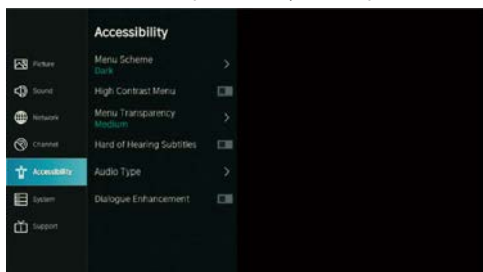 Accessibility
Picture
Sound
Network
Channel
Accessibility
System
Support
Menu Scheme
Dark
High Contrast Menu
Menu Transparency
Medium
Hard of Hearing Subtitles
Audio Type
Dialogue Enhancement